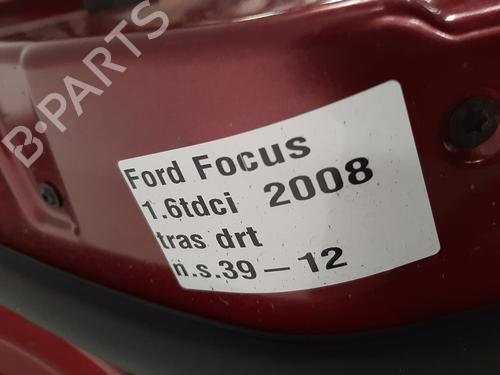 B-PARTS
Ford Focus
1.6tdci 2008
tras drt
n.s.39-12